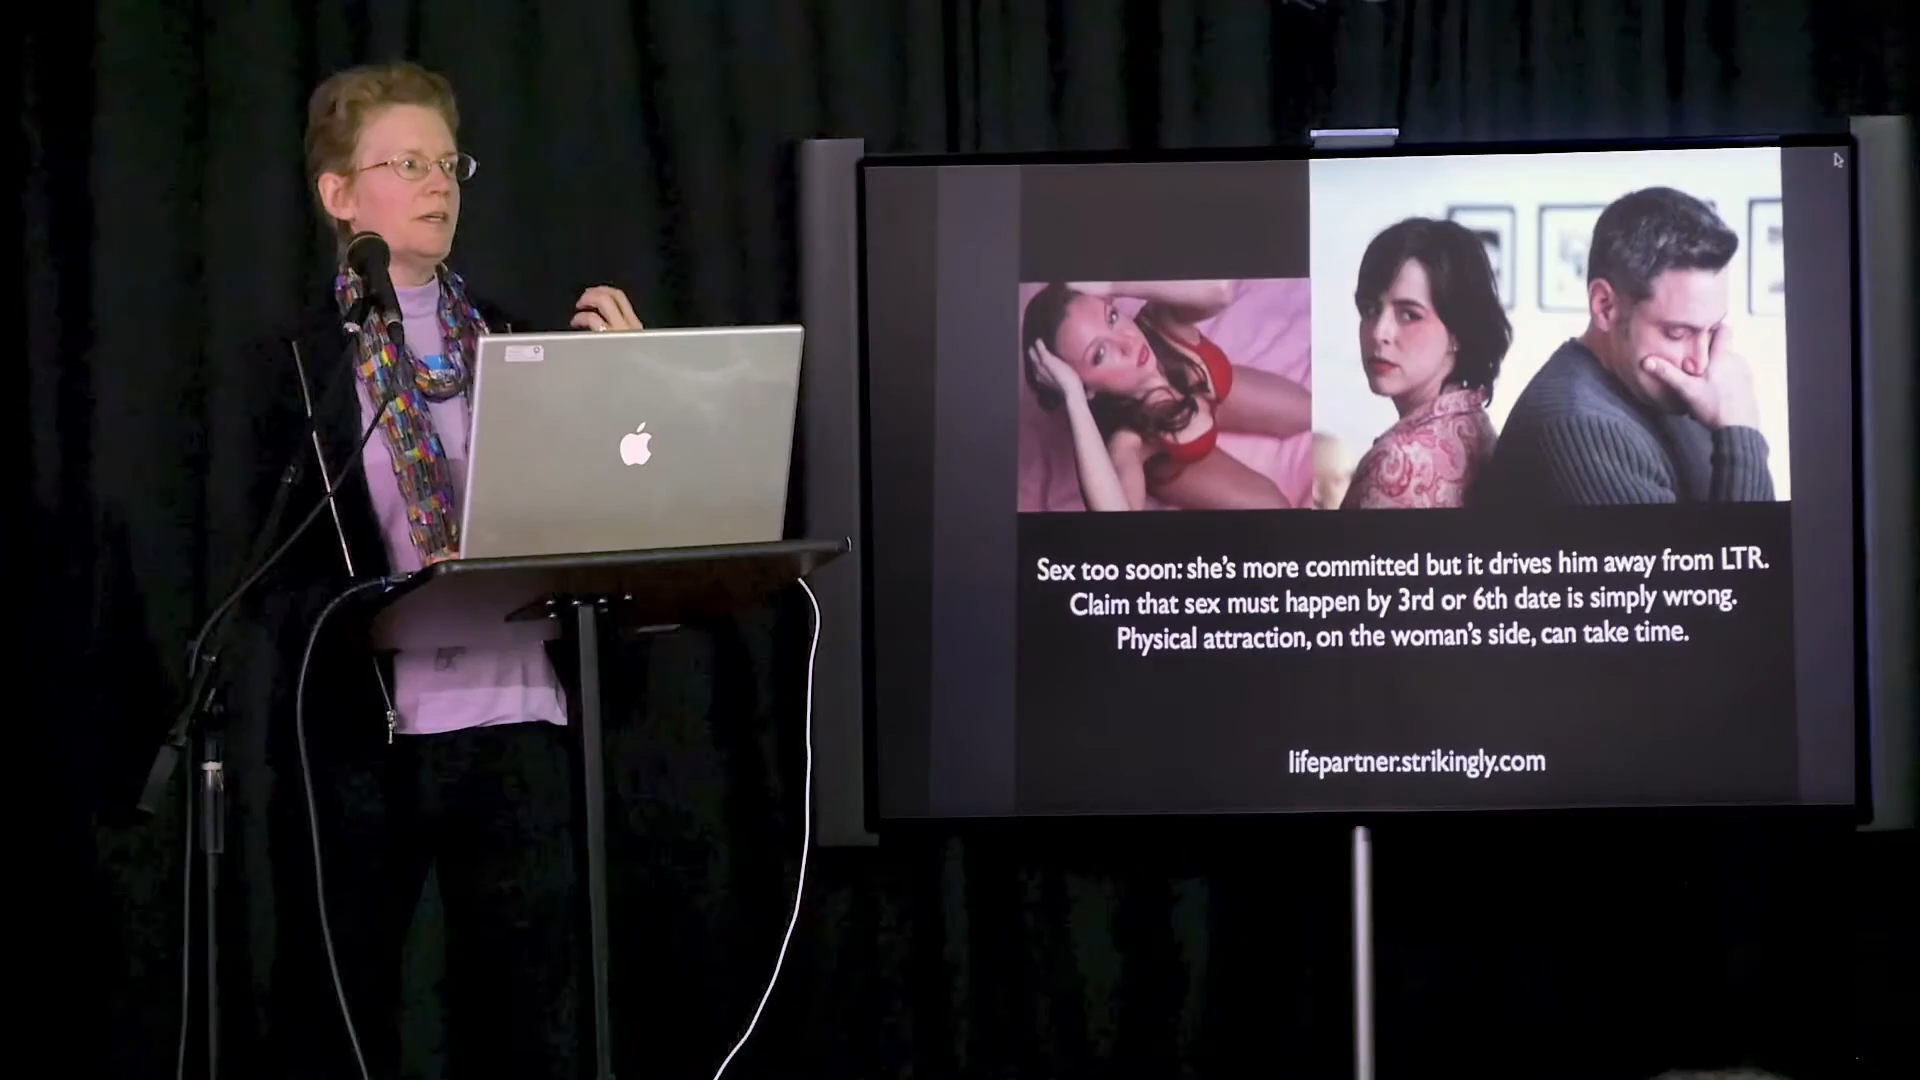 Sex too soon: she's more committed but it drives him away from LTR.
Claim that sex must happen by 3rd or 6th date is simply wrong.
Physical attraction, on the woman's side, can take time.
lifepartner.strikingly.com